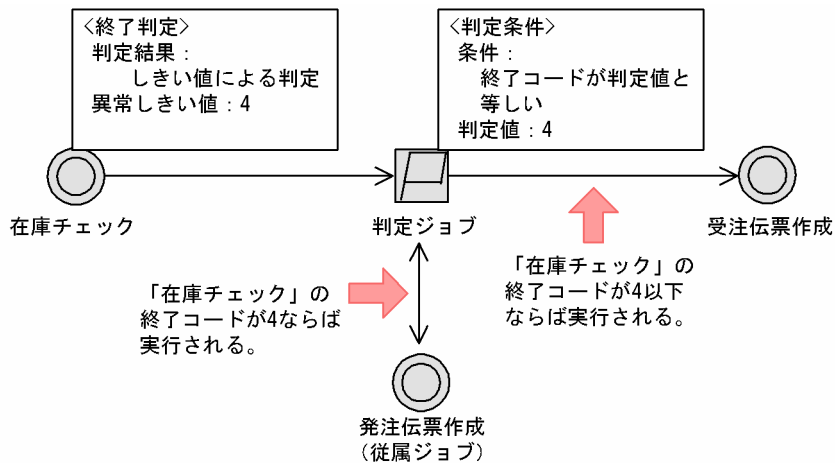 〈終了判定〉
判定結果：
しきい値による判定
異常しきい値：4
〈判定条件〉
条件：
終了コードが判定値と
等しい
判定値：4
在庫チェック
判定ジョブ
受注伝票作成
「在庫チェック」の
終了コードが4ならば
実行される。
「在庫チェック」の
終了コードが4以下
ならば実行される。
発注伝票作成
(従属ジョブ)